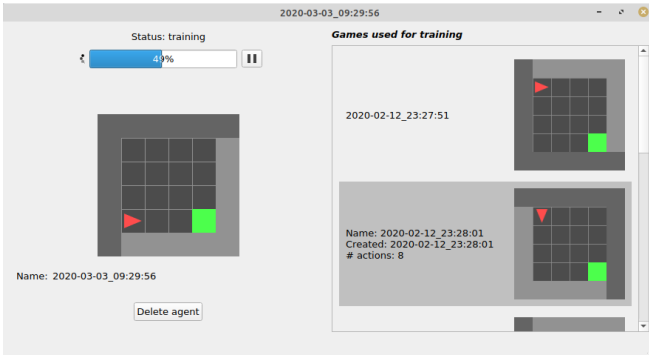 2020-03-03_09:29:56
Status: training
49%
Name: 2020-03-03_09:29:56
Delete agent
Games used for training
2020-02-12_23:27:51
Name: 2020-02-12_23:28:01
Created: 2020-02-12_23:28:01
# actions: 8